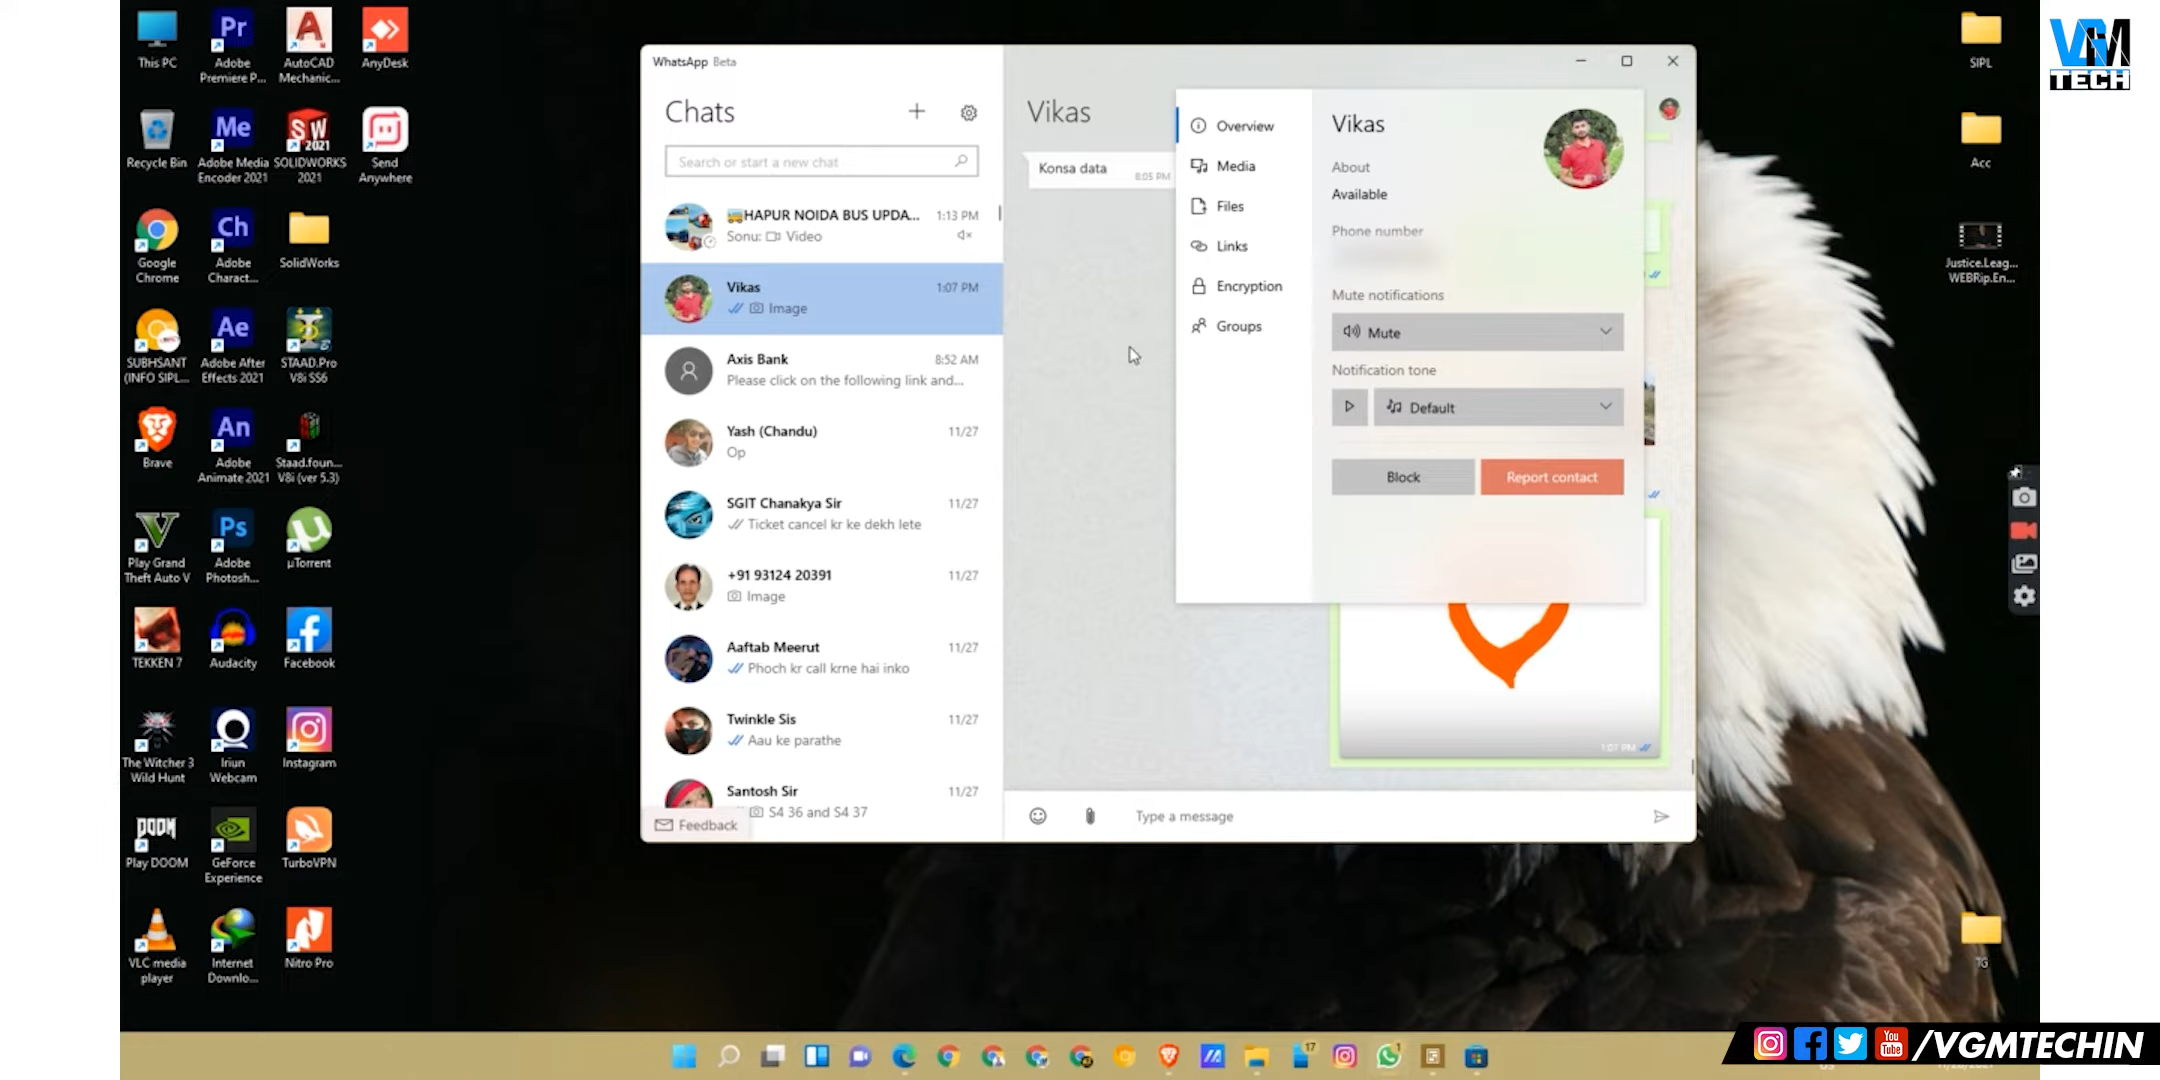 This PC
Adobe
Premiere P...
AutoCAD
Mechanic...
AnyDesk
Recycle Bin
Adobe Media
Encoder 2021
SOLIDWORKS
2021
Send
Anywhere
Google
Chrome
Adobe
Charact...
SolidWorks
SUBHSANT
(INFO SIPL...
Adobe After
Effects 2021
STAAD.Pro
V8i SS6
Brave
Adobe
Animate 2021
Staad.foun...
V8i (ver 5.3)
Play Grand
Theft Auto V
Adobe
Photosh...
µTorrent
TEKKEN 7
Audacity
Facebook
The Witcher 3
Wild Hunt
Iriun
Webcam
Instagram
Play DOOM
GeForce
Experience
TurboVPN
VLC media
player
Internet
Downlo...
Nitro Pro
WhatsApp Beta
Chats
Search or start a new chat
HAPUR NOIDA BUS UPDA... 1:13 PM
Sonu: Video
Vikas 1:07 PM
Image
Axis Bank 8:52 AM
Please click on the following link and...
Yash (Chandu) 11/27
Op
SGIT Chanakya Sir 11/27
Ticket cancel kr ke dekh lete
+91 93124 20391 11/27
Image
Aaftab Meerut 11/27
Phoch kr call krne hai inko
Twinkle Sis 11/27
Aau ke parathe
Santosh Sir 11/27
S4 36 and S4 37
Feedback
Vikas
Konsa data 8:05 PM
Overview
Media
Files
Links
Encryption
Groups
Vikas
About
Available
Phone number
Mute notifications
Mute
Notification tone
Default
Block
Report contact
1:07 PM
Type a message
SIPL
Acc
Justice.Leag...
WEBRip.En...
TG
VGM
TECH
17
1
/VGMTECHIN